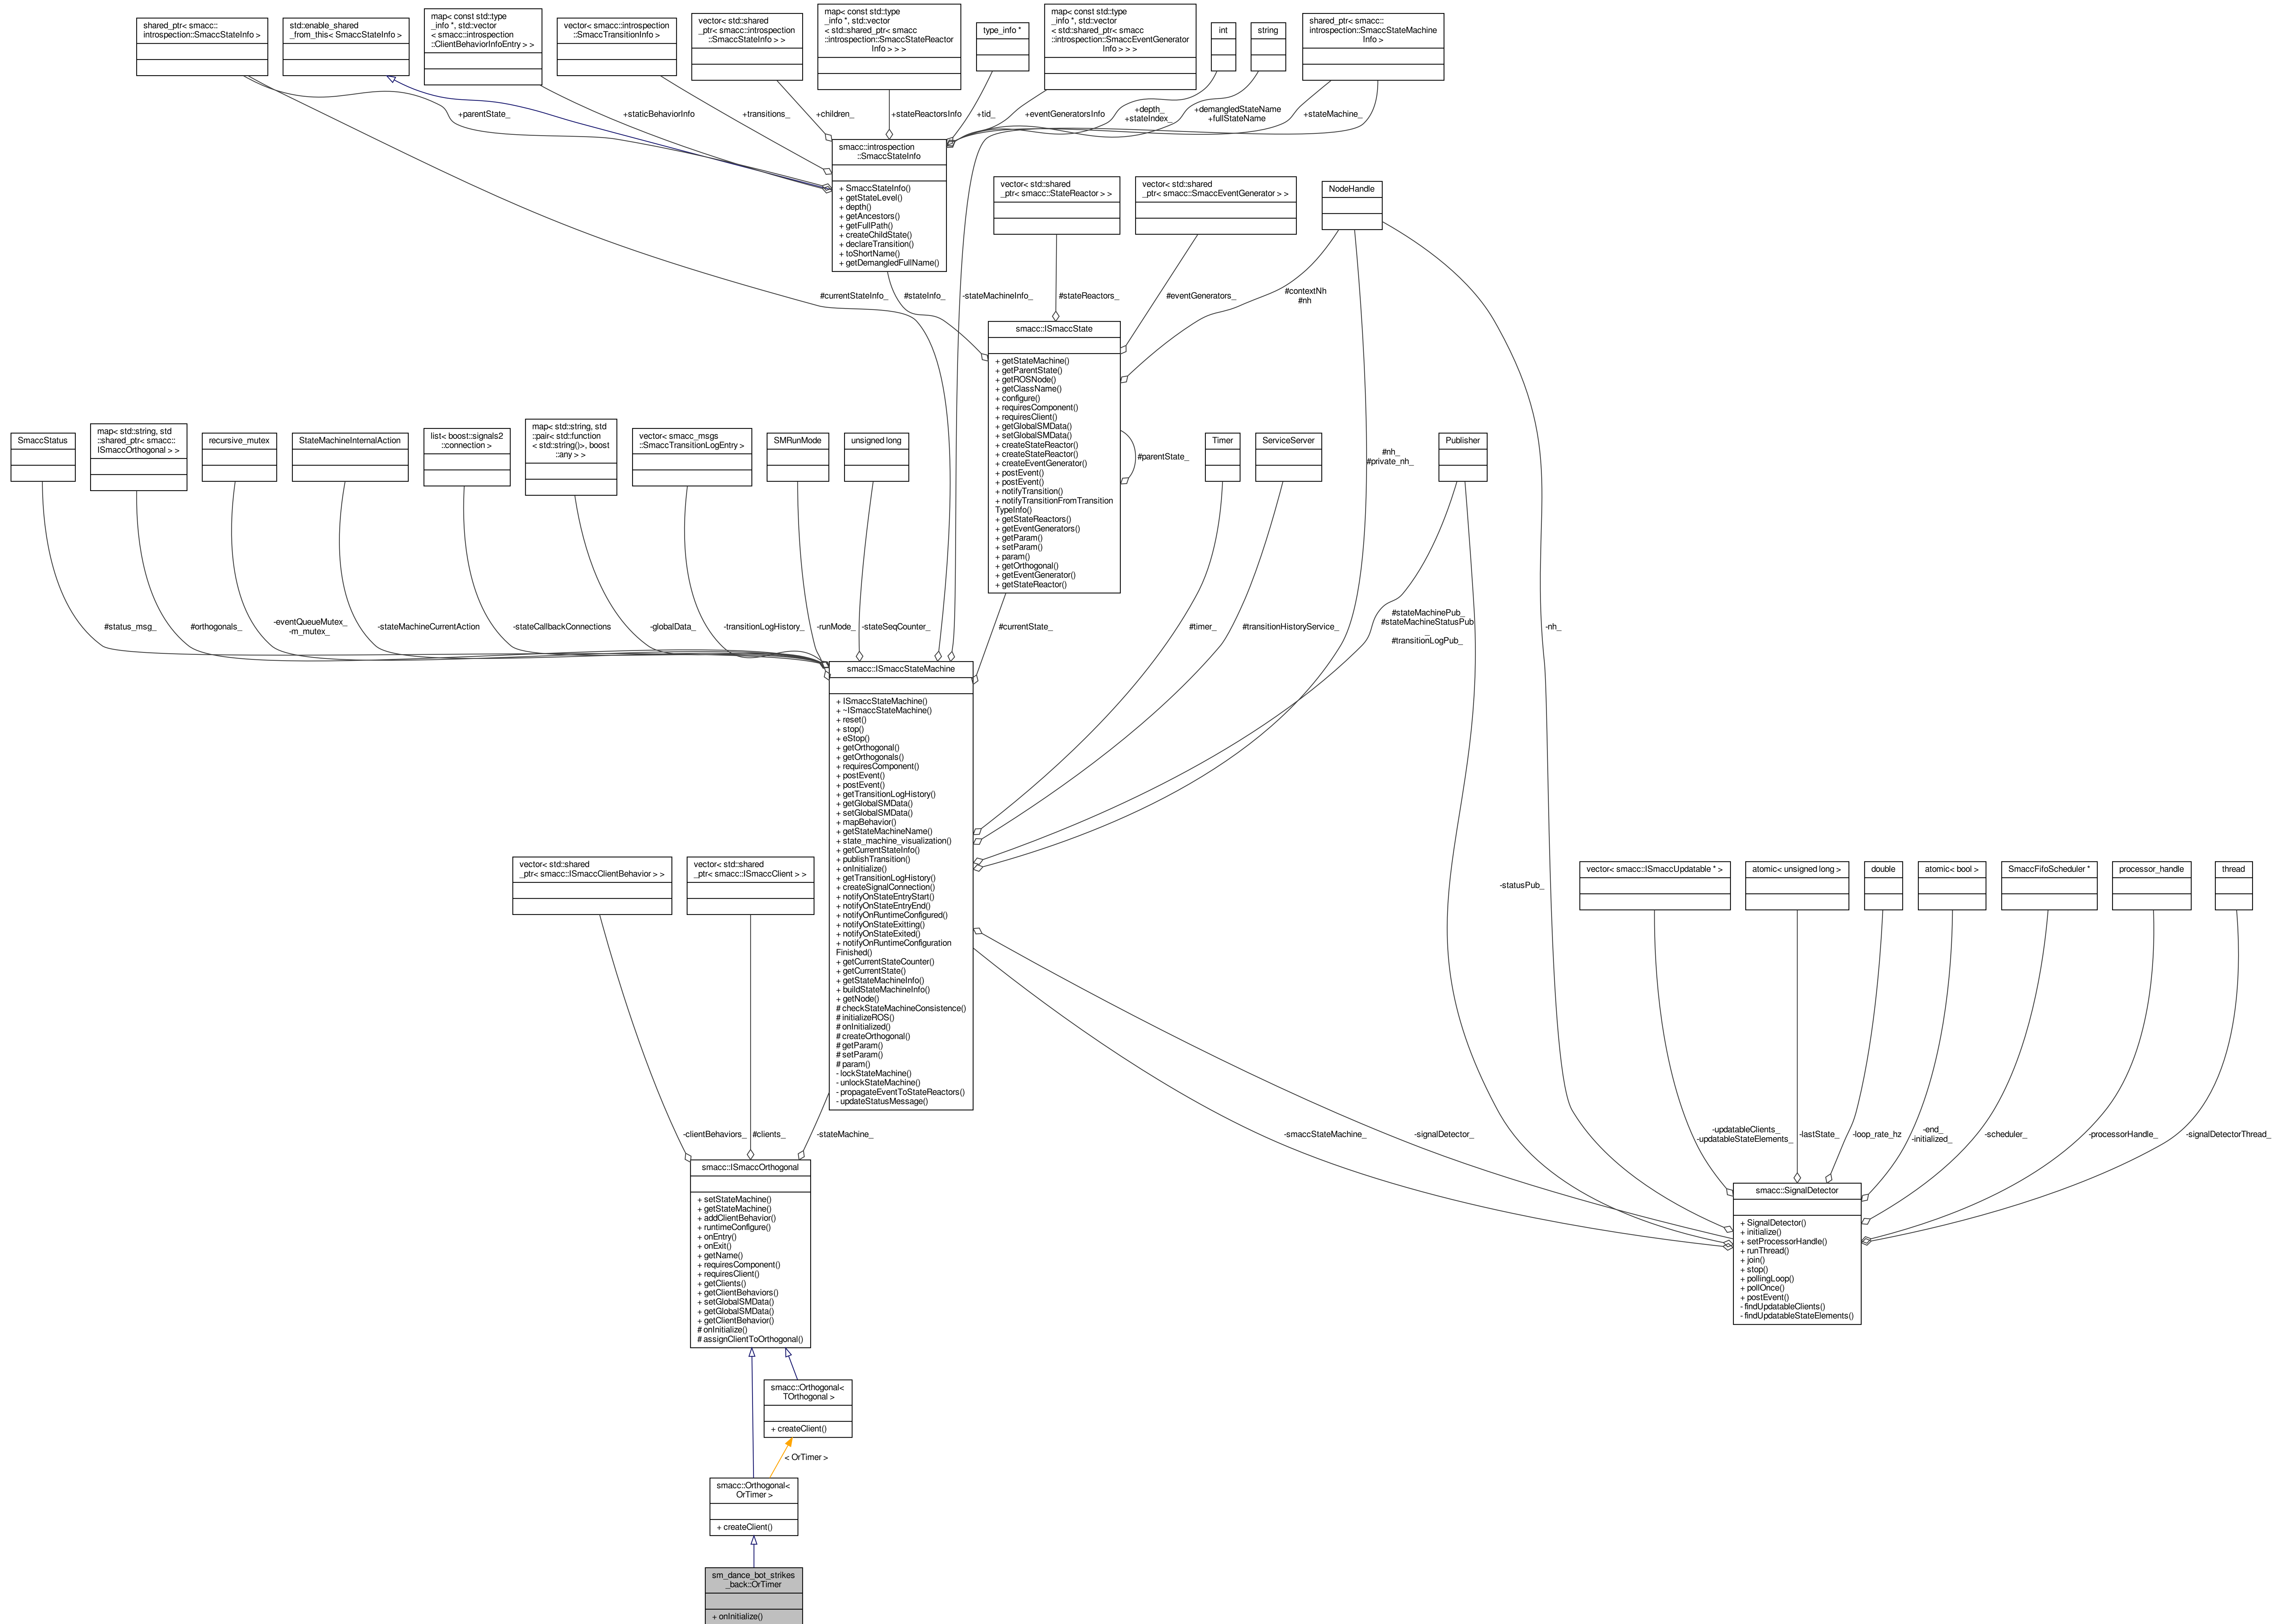 shared_ptr< smacc::
introspection::SmaccStateInfo >
std::enable_shared
_from_this< SmaccStateInfo >
map< const std::type
_info *, std::vector
< smacc::introspection
::ClientBehaviorInfoEntry > >
vector< smacc::introspection
::SmaccTransitionInfo >
vector< std::shared
_ptr< smacc::introspection
::SmaccStateInfo > >
map< const std::type
_info *, std::vector
< std::shared_ptr< smacc
::introspection::SmaccStateReactor
Info > > >
type_info *
map< const std::type
_info *, std::vector
< std::shared_ptr< smacc
::introspection::SmaccEventGenerator
Info > > >
int
string
shared_ptr< smacc::
introspection::SmaccStateMachine
Info >
+parentState_
+staticBehaviorInfo
+transitions_
+children_
+stateReactorsInfo
+tid_
+eventGeneratorsInfo
+depth_
+stateIndex_
+demangledStateName
+fullStateName
+stateMachine_
smacc::introspection
::SmaccStateInfo
+ SmaccStateInfo()
+ getStateLevel()
+ depth()
+ getAncestors()
+ getFullPath()
+ createChildState()
+ declareTransition()
+ toShortName()
+ getDemangledFullName()
vector< std::shared
_ptr< smacc::StateReactor > >
vector< std::shared
_ptr< smacc::SmaccEventGenerator > >
NodeHandle
#currentStateInfo_
#stateInfo_
-stateMachineInfo_
#stateReactors_
#eventGenerators_
#contextNh
#nh
smacc::ISmaccState
+ getStateMachine()
+ getParentState()
+ getROSNode()
+ getClassName()
+ configure()
+ requiresComponent()
+ requiresClient()
+ getGlobalSMData()
+ setGlobalSMData()
+ createStateReactor()
+ createStateReactor()
+ createEventGenerator()
+ postEvent()
+ postEvent()
+ notifyTransition()
+ notifyTransitionFromTransition
TypeInfo()
+ getStateReactors()
+ getEventGenerators()
+ getParam()
+ setParam()
+ param()
+ getOrthogonal()
+ getEventGenerator()
+ getStateReactor()
#parentState_
SmaccStatus
map< std::string, std
::shared_ptr< smacc::
ISmaccOrthogonal > >
recursive_mutex
StateMachineInternalAction
list< boost::signals2
::connection >
map< std::string, std
::pair< std::function
< std::string()>, boost
::any > >
vector< smacc_msgs
::SmaccTransitionLogEntry >
SMRunMode
unsigned long
Timer
ServiceServer
Publisher
#nh_
#private_nh_
#status_msg_
#orthogonals_
-eventQueueMutex_
-m_mutex_
-stateMachineCurrentAction
-stateCallbackConnections
-globalData_
-transitionLogHistory_
-runMode_
-stateSeqCounter_
#currentState_
#timer_
#transitionHistoryService_
#stateMachinePub_
#stateMachineStatusPub
_
#transitionLogPub_
-nh_
smacc::ISmaccStateMachine
+ ISmaccStateMachine()
+ ~ISmaccStateMachine()
+ reset()
+ stop()
+ eStop()
+ getOrthogonal()
+ getOrthogonals()
+ requiresComponent()
+ postEvent()
+ postEvent()
+ getTransitionLogHistory()
+ getGlobalSMData()
+ setGlobalSMData()
+ mapBehavior()
+ getStateMachineName()
+ state_machine_visualization()
+ getCurrentStateInfo()
+ publishTransition()
+ onInitialize()
+ getTransitionLogHistory()
+ createSignalConnection()
+ notifyOnStateEntryStart()
+ notifyOnStateEntryEnd()
+ notifyOnRuntimeConfigured()
+ notifyOnStateExitting()
+ notifyOnStateExited()
+ notifyOnRuntimeConfiguration
Finished()
+ getCurrentStateCounter()
+ getCurrentState()
+ getStateMachineInfo()
+ buildStateMachineInfo()
+ getNode()
# checkStateMachineConsistence()
# initializeROS()
# onInitialized()
# createOrthogonal()
# getParam()
# setParam()
# param()
- lockStateMachine()
- unlockStateMachine()
- propagateEventToStateReactors()
- updateStatusMessage()
vector< std::shared
_ptr< smacc::ISmaccClientBehavior > >
vector< std::shared
_ptr< smacc::ISmaccClient > >
vector< smacc::ISmaccUpdatable * >
atomic< unsigned long >
double
atomic< bool >
SmaccFifoScheduler *
processor_handle
thread
-statusPub_
-clientBehaviors_
#clients_
-stateMachine_
-smaccStateMachine_
-signalDetector_
-updatableClients_
-updatableStateElements_
-lastState_
-loop_rate_hz
-end_
-initialized_
-scheduler_
-processorHandle_
-signalDetectorThread_
smacc::ISmaccOrthogonal
+ setStateMachine()
+ getStateMachine()
+ addClientBehavior()
+ runtimeConfigure()
+ onEntry()
+ onExit()
+ getName()
+ requiresComponent()
+ requiresClient()
+ getClients()
+ getClientBehaviors()
+ setGlobalSMData()
+ getGlobalSMData()
+ getClientBehavior()
# onInitialize()
# assignClientToOrthogonal()
smacc::SignalDetector
+ SignalDetector()
+ initialize()
+ setProcessorHandle()
+ runThread()
+ join()
+ stop()
+ pollingLoop()
+ pollOnce()
+ postEvent()
- findUpdatableClients()
- findUpdatableStateElements()
smacc::Orthogonal<
TOrthogonal >
+ createClient()
< OrTimer >
smacc::Orthogonal<
OrTimer >
+ createClient()
sm_dance_bot_strikes
_back::OrTimer
+ onInitialize()